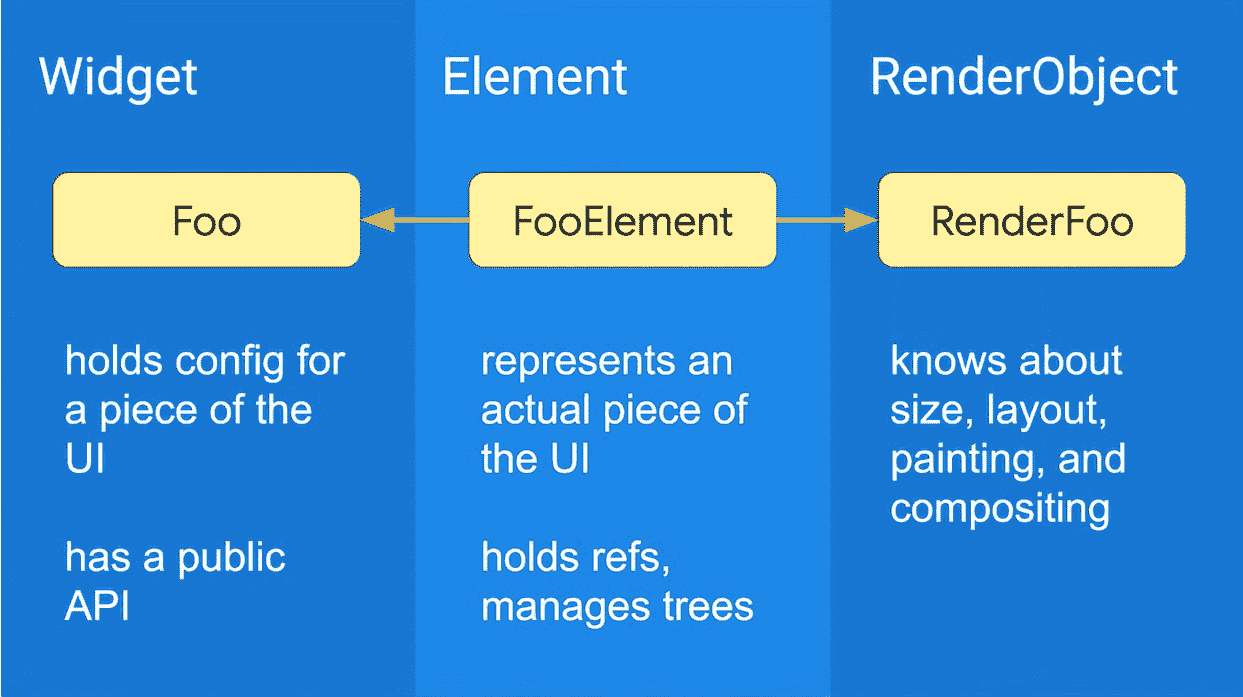 Widget
Element
RenderObject
Foo
FooElement
RenderFoo
holds config for
a piece of the
UI
has a public
API
represents an
actual piece of
the UI
holds refs,
manages trees
knows about
size, layout,
painting, and
compositing